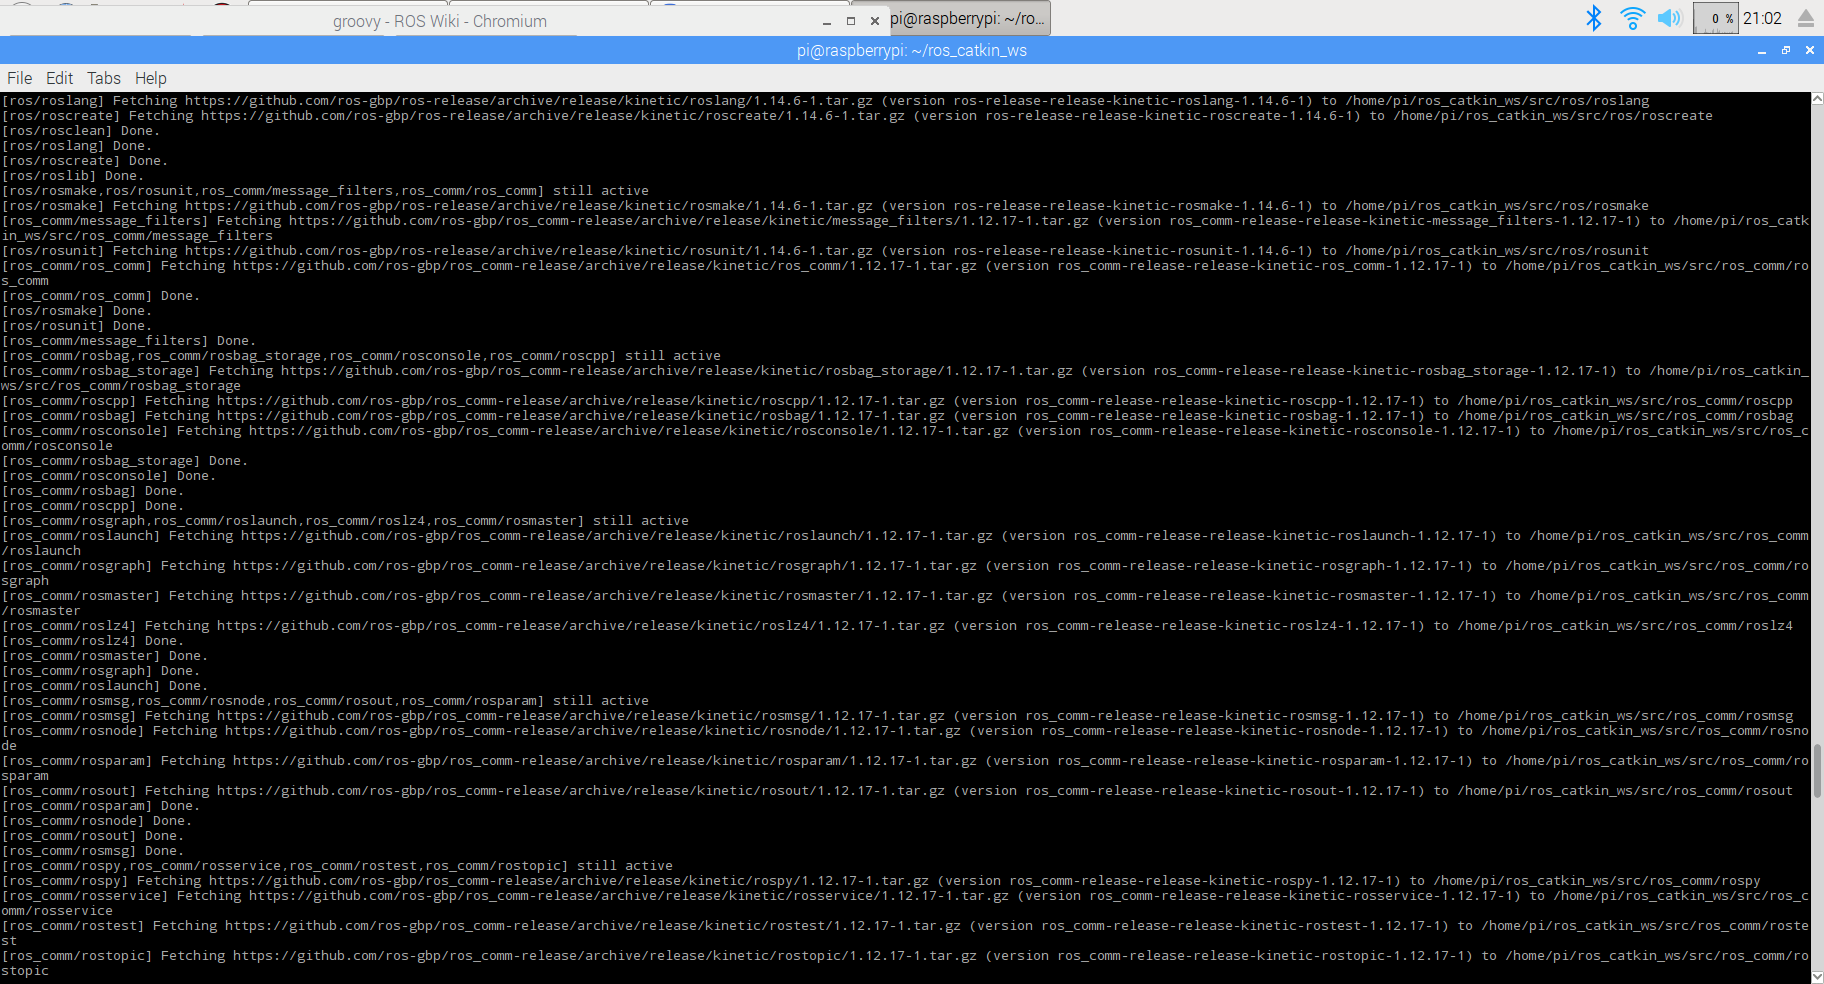 groovy - ROS Wiki - Chromium
pi@raspberrypi: ~/ro...
0 %
21:02
pi@raspberrypi: ~/ros_catkin_ws
File Edit Tabs Help
[ros/roslang] Fetching https://github.com/ros-gbp/ros-release/archive/release/kinetic/roslang/1.14.6-1.tar.gz (version ros-release-release-kinetic-roslang-1.14.6-1) to /home/pi/ros_catkin_ws/src/ros/roslang
[ros/roscreate] Fetching https://github.com/ros-gbp/ros-release/archive/release/kinetic/roscreate/1.14.6-1.tar.gz (version ros-release-release-kinetic-roscreate-1.14.6-1) to /home/pi/ros_catkin_ws/src/ros/roscreate
[ros/rosclean] Done.
[ros/roslang] Done.
[ros/roscreate] Done.
[ros/roslib] Done.
[ros/rosmake,ros/rosunit,ros_comm/message_filters,ros_comm/ros_comm] still active
[ros/rosmake] Fetching https://github.com/ros-gbp/ros-release/archive/release/kinetic/rosmake/1.14.6-1.tar.gz (version ros-release-release-kinetic-rosmake-1.14.6-1) to /home/pi/ros_catkin_ws/src/ros/rosmake
[ros_comm/message_filters] Fetching https://github.com/ros-gbp/ros_comm-release/archive/release/kinetic/message_filters/1.12.17-1.tar.gz (version ros_comm-release-release-kinetic-message_filters-1.12.17-1) to /home/pi/ros_catk
in_ws/src/ros_comm/message_filters
[ros/rosunit] Fetching https://github.com/ros-gbp/ros-release/archive/release/kinetic/rosunit/1.14.6-1.tar.gz (version ros-release-release-kinetic-rosunit-1.14.6-1) to /home/pi/ros_catkin_ws/src/ros/rosunit
[ros_comm/ros_comm] Fetching https://github.com/ros-gbp/ros_comm-release/archive/release/kinetic/ros_comm/1.12.17-1.tar.gz (version ros_comm-release-release-kinetic-ros_comm-1.12.17-1) to /home/pi/ros_catkin_ws/src/ros_comm/ro
s_comm
[ros_comm/ros_comm] Done.
[ros/rosmake] Done.
[ros/rosunit] Done.
[ros_comm/message_filters] Done.
[ros_comm/rosbag,ros_comm/rosbag_storage,ros_comm/rosconsole,ros_comm/roscpp] still active
[ros_comm/rosbag_storage] Fetching https://github.com/ros-gbp/ros_comm-release/archive/release/kinetic/rosbag_storage/1.12.17-1.tar.gz (version ros_comm-release-release-kinetic-rosbag_storage-1.12.17-1) to /home/pi/ros_catkin_
ws/src/ros_comm/rosbag_storage
[ros_comm/roscpp] Fetching https://github.com/ros-gbp/ros_comm-release/archive/release/kinetic/roscpp/1.12.17-1.tar.gz (version ros_comm-release-release-kinetic-roscpp-1.12.17-1) to /home/pi/ros_catkin_ws/src/ros_comm/roscpp
[ros_comm/rosbag] Fetching https://github.com/ros-gbp/ros_comm-release/archive/release/kinetic/rosbag/1.12.17-1.tar.gz (version ros_comm-release-release-kinetic-rosbag-1.12.17-1) to /home/pi/ros_catkin_ws/src/ros_comm/rosbag
[ros_comm/rosconsole] Fetching https://github.com/ros-gbp/ros_comm-release/archive/release/kinetic/rosconsole/1.12.17-1.tar.gz (version ros_comm-release-release-kinetic-rosconsole-1.12.17-1) to /home/pi/ros_catkin_ws/src/ros_c
omm/rosconsole
[ros_comm/rosbag_storage] Done.
[ros_comm/rosconsole] Done.
[ros_comm/rosbag] Done.
[ros_comm/roscpp] Done.
[ros_comm/rosgraph,ros_comm/roslaunch,ros_comm/roslz4,ros_comm/rosmaster] still active
[ros_comm/roslaunch] Fetching https://github.com/ros-gbp/ros_comm-release/archive/release/kinetic/roslaunch/1.12.17-1.tar.gz (version ros_comm-release-release-kinetic-roslaunch-1.12.17-1) to /home/pi/ros_catkin_ws/src/ros_comm
/roslaunch
[ros_comm/rosgraph] Fetching https://github.com/ros-gbp/ros_comm-release/archive/release/kinetic/rosgraph/1.12.17-1.tar.gz (version ros_comm-release-release-kinetic-rosgraph-1.12.17-1) to /home/pi/ros_catkin_ws/src/ros_comm/ro
sgraph
[ros_comm/rosmaster] Fetching https://github.com/ros-gbp/ros_comm-release/archive/release/kinetic/rosmaster/1.12.17-1.tar.gz (version ros_comm-release-release-kinetic-rosmaster-1.12.17-1) to /home/pi/ros_catkin_ws/src/ros_comm
/rosmaster
[ros_comm/roslz4] Fetching https://github.com/ros-gbp/ros_comm-release/archive/release/kinetic/roslz4/1.12.17-1.tar.gz (version ros_comm-release-release-kinetic-roslz4-1.12.17-1) to /home/pi/ros_catkin_ws/src/ros_comm/roslz4
[ros_comm/roslz4] Done.
[ros_comm/rosmaster] Done.
[ros_comm/rosgraph] Done.
[ros_comm/roslaunch] Done.
[ros_comm/rosmsg,ros_comm/rosnode,ros_comm/rosout,ros_comm/rosparam] still active
[ros_comm/rosmsg] Fetching https://github.com/ros-gbp/ros_comm-release/archive/release/kinetic/rosmsg/1.12.17-1.tar.gz (version ros_comm-release-release-kinetic-rosmsg-1.12.17-1) to /home/pi/ros_catkin_ws/src/ros_comm/rosmsg
[ros_comm/rosnode] Fetching https://github.com/ros-gbp/ros_comm-release/archive/release/kinetic/rosnode/1.12.17-1.tar.gz (version ros_comm-release-release-kinetic-rosnode-1.12.17-1) to /home/pi/ros_catkin_ws/src/ros_comm/rosno
de
[ros_comm/rosparam] Fetching https://github.com/ros-gbp/ros_comm-release/archive/release/kinetic/rosparam/1.12.17-1.tar.gz (version ros_comm-release-release-kinetic-rosparam-1.12.17-1) to /home/pi/ros_catkin_ws/src/ros_comm/ro
sparam
[ros_comm/rosout] Fetching https://github.com/ros-gbp/ros_comm-release/archive/release/kinetic/rosout/1.12.17-1.tar.gz (version ros_comm-release-release-kinetic-rosout-1.12.17-1) to /home/pi/ros_catkin_ws/src/ros_comm/rosout
[ros_comm/rosparam] Done.
[ros_comm/rosnode] Done.
[ros_comm/rosout] Done.
[ros_comm/rosmsg] Done.
[ros_comm/rospy,ros_comm/rosservice,ros_comm/rostest,ros_comm/rostopic] still active
[ros_comm/rospy] Fetching https://github.com/ros-gbp/ros_comm-release/archive/release/kinetic/rospy/1.12.17-1.tar.gz (version ros_comm-release-release-kinetic-rospy-1.12.17-1) to /home/pi/ros_catkin_ws/src/ros_comm/rospy
[ros_comm/rosservice] Fetching https://github.com/ros-gbp/ros_comm-release/archive/release/kinetic/rosservice/1.12.17-1.tar.gz (version ros_comm-release-release-kinetic-rosservice-1.12.17-1) to /home/pi/ros_catkin_ws/src/ros_c
omm/rosservice
[ros_comm/rostest] Fetching https://github.com/ros-gbp/ros_comm-release/archive/release/kinetic/rostest/1.12.17-1.tar.gz (version ros_comm-release-release-kinetic-rostest-1.12.17-1) to /home/pi/ros_catkin_ws/src/ros_comm/roste
st
[ros_comm/rostopic] Fetching https://github.com/ros-gbp/ros_comm-release/archive/release/kinetic/rostopic/1.12.17-1.tar.gz (version ros_comm-release-release-kinetic-rostopic-1.12.17-1) to /home/pi/ros_catkin_ws/src/ros_comm/ro
stopic